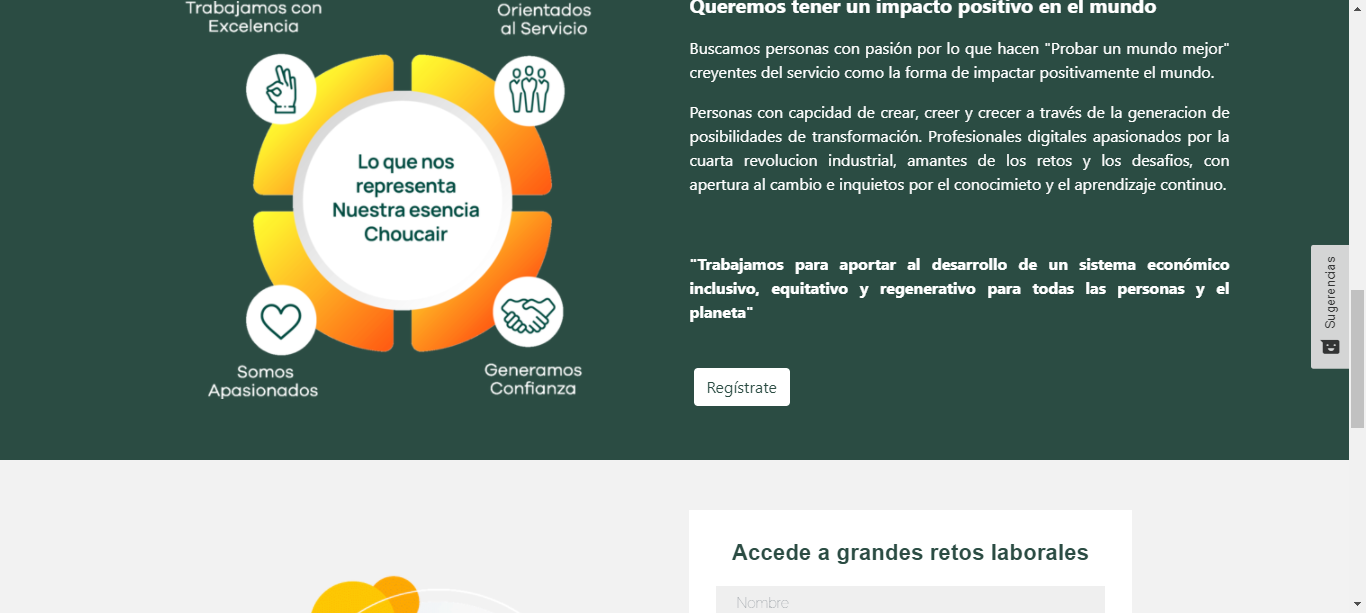 Trabajamos con
Excelencia
Orientados
al Servicio
Lo que nos
representa
Nuestra esencia
Choucair
Somos
Apasionados
Generamos
Confianza
Queremos tener un impacto positivo en el mundo
Buscamos personas con pasión por lo que hacen "Probar un mundo mejor"
creyentes del servicio como la forma de impactar positivamente el mundo.
Personas con capcidad de crear, creer y crecer a través de la generacion de
posibilidades de transformación. Profesionales digitales apasionados por la
cuarta revolucion industrial, amantes de los retos y los desafios, con
apertura al cambio e inquietos por el conocimieto y el aprendizaje continuo.
"Trabajamos para aportar al desarrollo de un sistema económico
inclusivo, equitativo y regenerativo para todas las personas y el
planeta"
Regístrate
Sugerencias
Accede a grandes retos laborales
Nombre